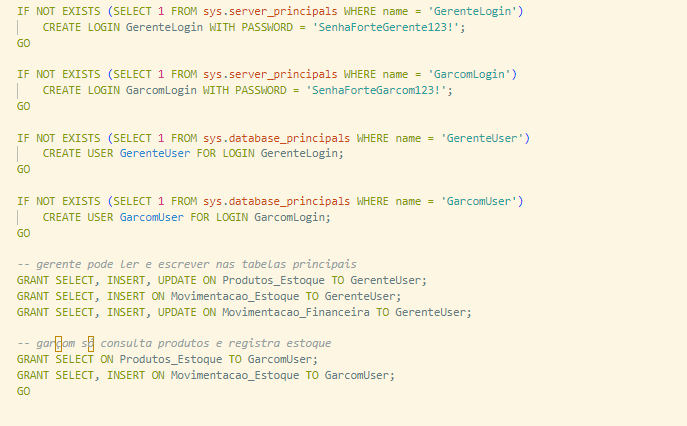 IF NOT EXISTS (SELECT 1 FROM sys.server_principals WHERE name = 'GerenteLogin')
    CREATE LOGIN GerenteLogin WITH PASSWORD = 'SenhaForteGerente123!';
GO

IF NOT EXISTS (SELECT 1 FROM sys.server_principals WHERE name = 'GarcomLogin')
    CREATE LOGIN GarcomLogin WITH PASSWORD = 'SenhaForteGarcom123!';
GO

IF NOT EXISTS (SELECT 1 FROM sys.database_principals WHERE name = 'GerenteUser')
    CREATE USER GerenteUser FOR LOGIN GerenteLogin;
GO

IF NOT EXISTS (SELECT 1 FROM sys.database_principals WHERE name = 'GarcomUser')
    CREATE USER GarcomUser FOR LOGIN GarcomLogin;
GO

-- gerente pode ler e escrever nas tabelas principais
GRANT SELECT, INSERT, UPDATE ON Produtos_Estoque TO GerenteUser;
GRANT SELECT, INSERT ON Movimentacao_Estoque TO GerenteUser;
GRANT SELECT, INSERT, UPDATE ON Movimentacao_Financeira TO GerenteUser;

-- garçom só consulta produtos e registra estoque
GRANT SELECT ON Produtos_Estoque TO GarcomUser;
GRANT SELECT, INSERT ON Movimentacao_Estoque TO GarcomUser;
GO